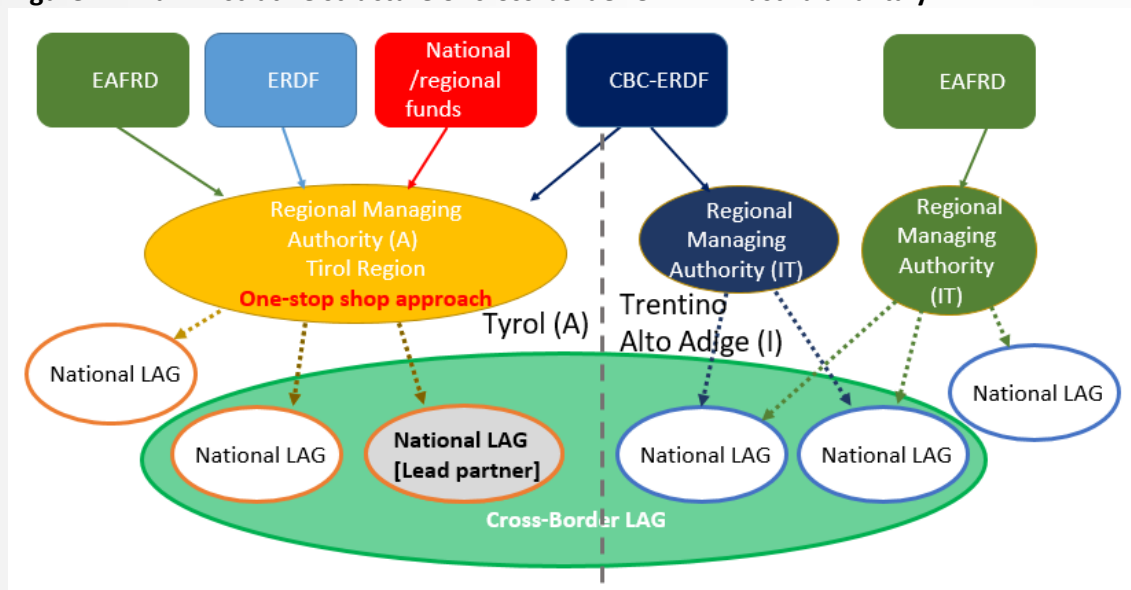 EAFRD
ERDF
National
/regional
funds
CBC-ERDF
EAFRD
Regional Managing
Authority (A)
Tirol Region
One-stop shop approach
Regional
Managing
Authority (IT)
Regional
Managing
Authority
(IT)
Tyrol (A)
Trentino
Alto Adige (I)
National LAG
National LAG
National LAG
[Lead partner]
National LAG
National LAG
National LAG
Cross-Border LAG